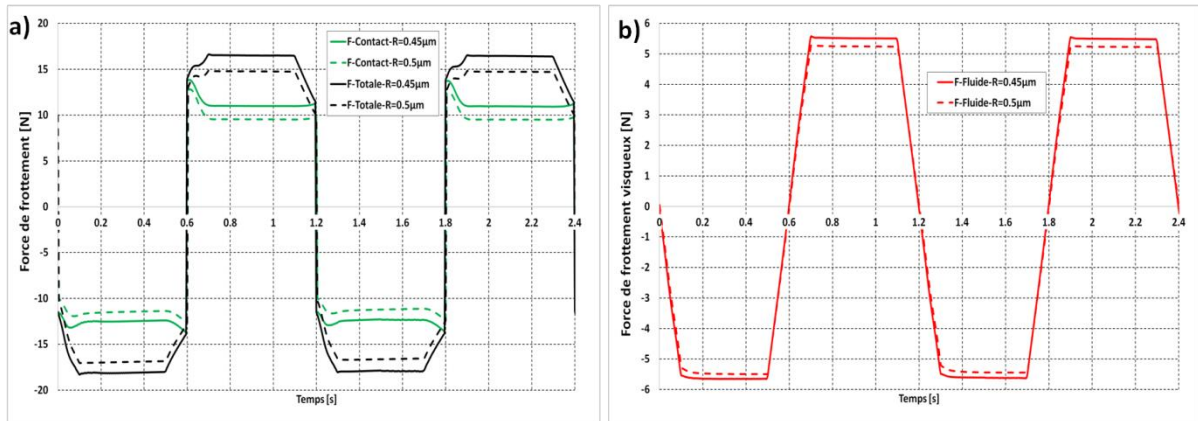 a)
Force de frottement [N]
20
15
10
5
0
-5
-10
-15
-20
0 0.2 0.4 0.6 0.8 1 1.2 1.4 1.6 1.8 2 2.2 2.4
Temps[s]
F-Contact-R=0.45µm
F-Contact-R=0.5µm
F-Totale-R=0.45µm
F-Totale-R=0.5µm
b)
Force de frottement visqueux [N]
6
5
4
3
2
1
0
-1
-2
-3
-4
-5
-6
0 0.2 0.4 0.6 0.8 1 1.2 1.4 1.6 1.8 2 2.2 2.4
Temps[s]
F-Fluide-R=0.45µm
F-Fluide-R=0.5µm